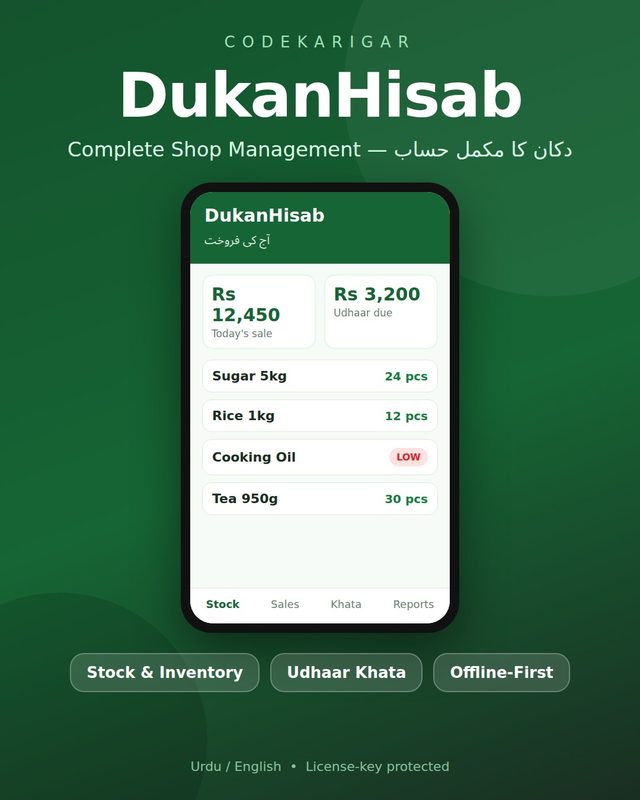 CODEKARIGAR
DukanHisab
Complete Shop Management — دکان کا مکمل حساب
DukanHisab
آج کی فروخت
Rs 12,450
Today's sale
Rs 3,200
Udhaar due
Sugar 5kg 24 pcs
Rice 1kg 12 pcs
Cooking Oil LOW
Tea 950g 30 pcs
Stock Sales Khata Reports
Stock & Inventory Udhaar Khata Offline-First
Urdu / English • License-key protected